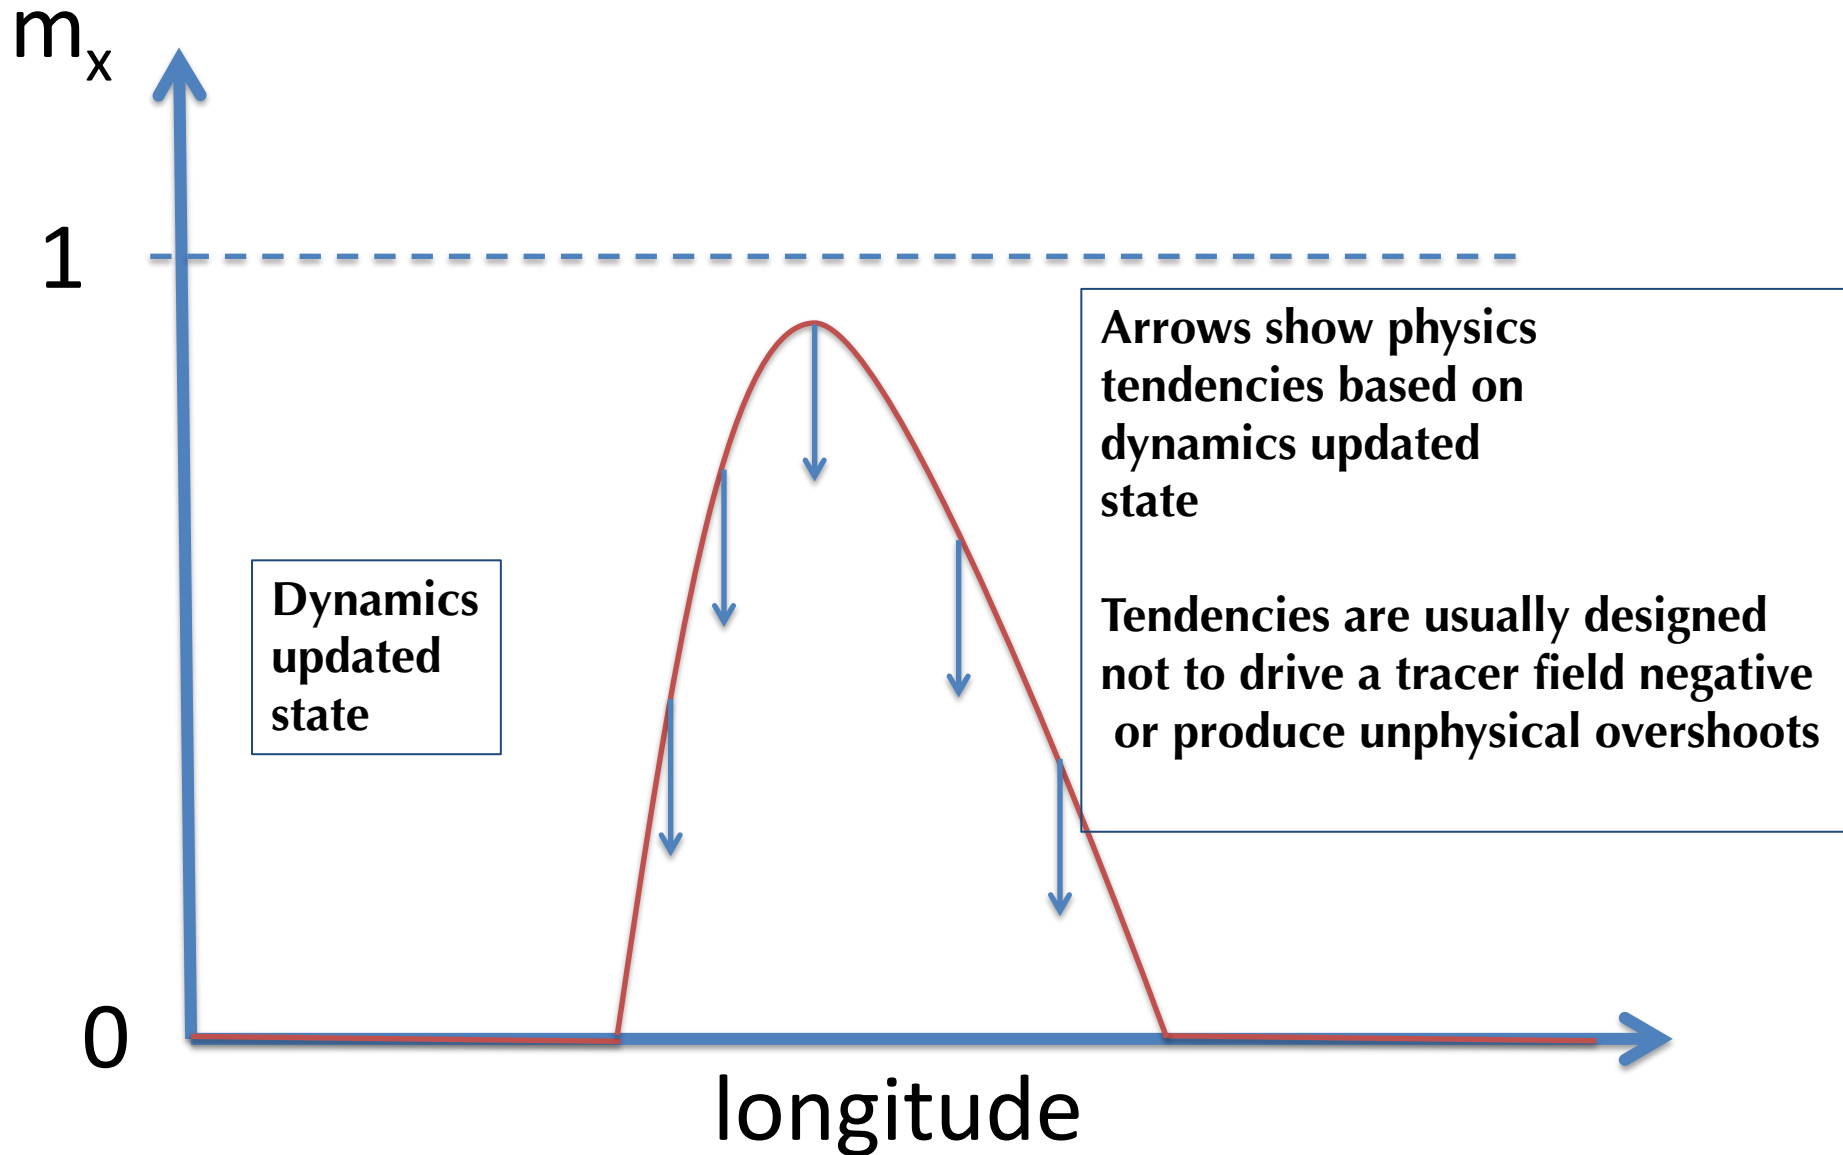 mx
1
Arrows show physics
tendencies based on
dynamics updated
state
Tendencies are usually designed
not to drive a tracer field negative
or produce unphysical overshoots
Dynamics
updated
state
0
longitude